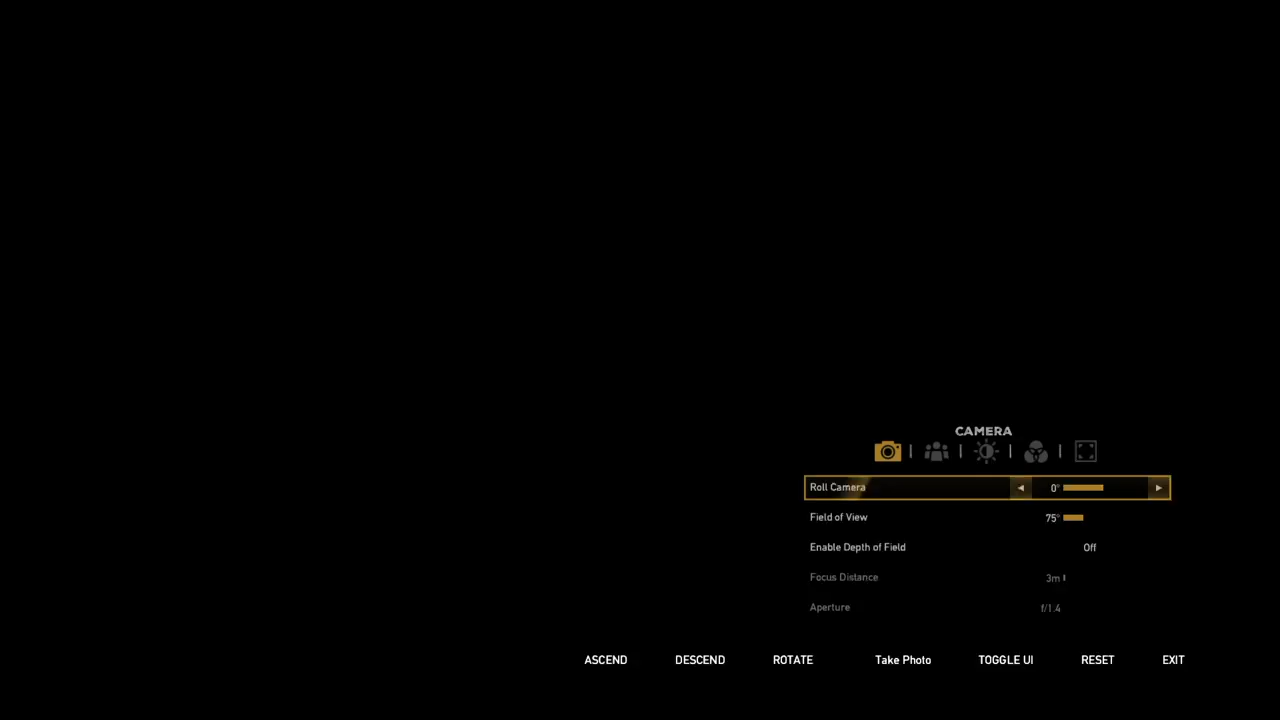 CAMERA
Roll Camera 0°
Field of View 75°
Enable Depth of Field Off
Focus Distance 3m
Aperture f/1.4
ASCEND DESCEND ROTATE Take Photo TOGGLE UI RESET EXIT